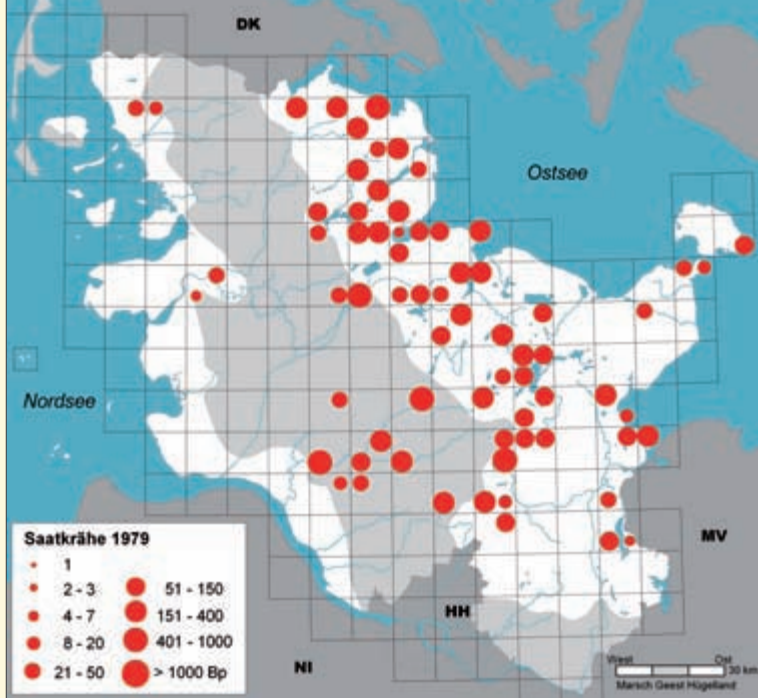 DK
Ostsee
Nordsee
MV
HH
NI
Saatkrähe 1979
1
2 - 3
4 - 7
8 - 20
21 - 50
51 - 150
151 - 400
401 - 1000
> 1000 Bp
West Ost
30 km
Marsch Geest Hügelland